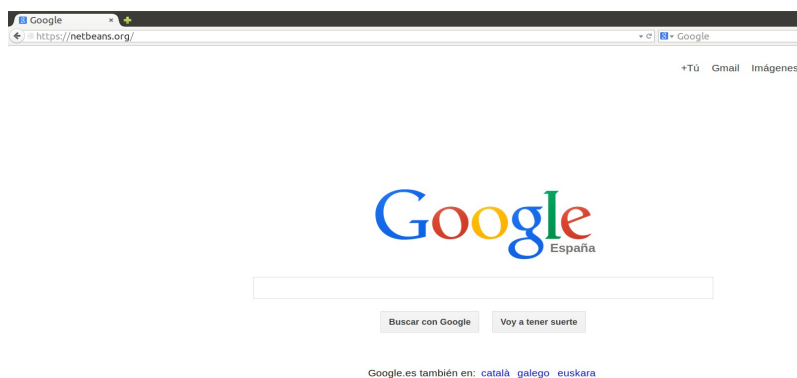 Google
https://netbeans.org/
Google
+Tú Gmail Imágenes
Google
España
Buscar con Google Voy a tener suerte
Google.es también en: català galego euskara